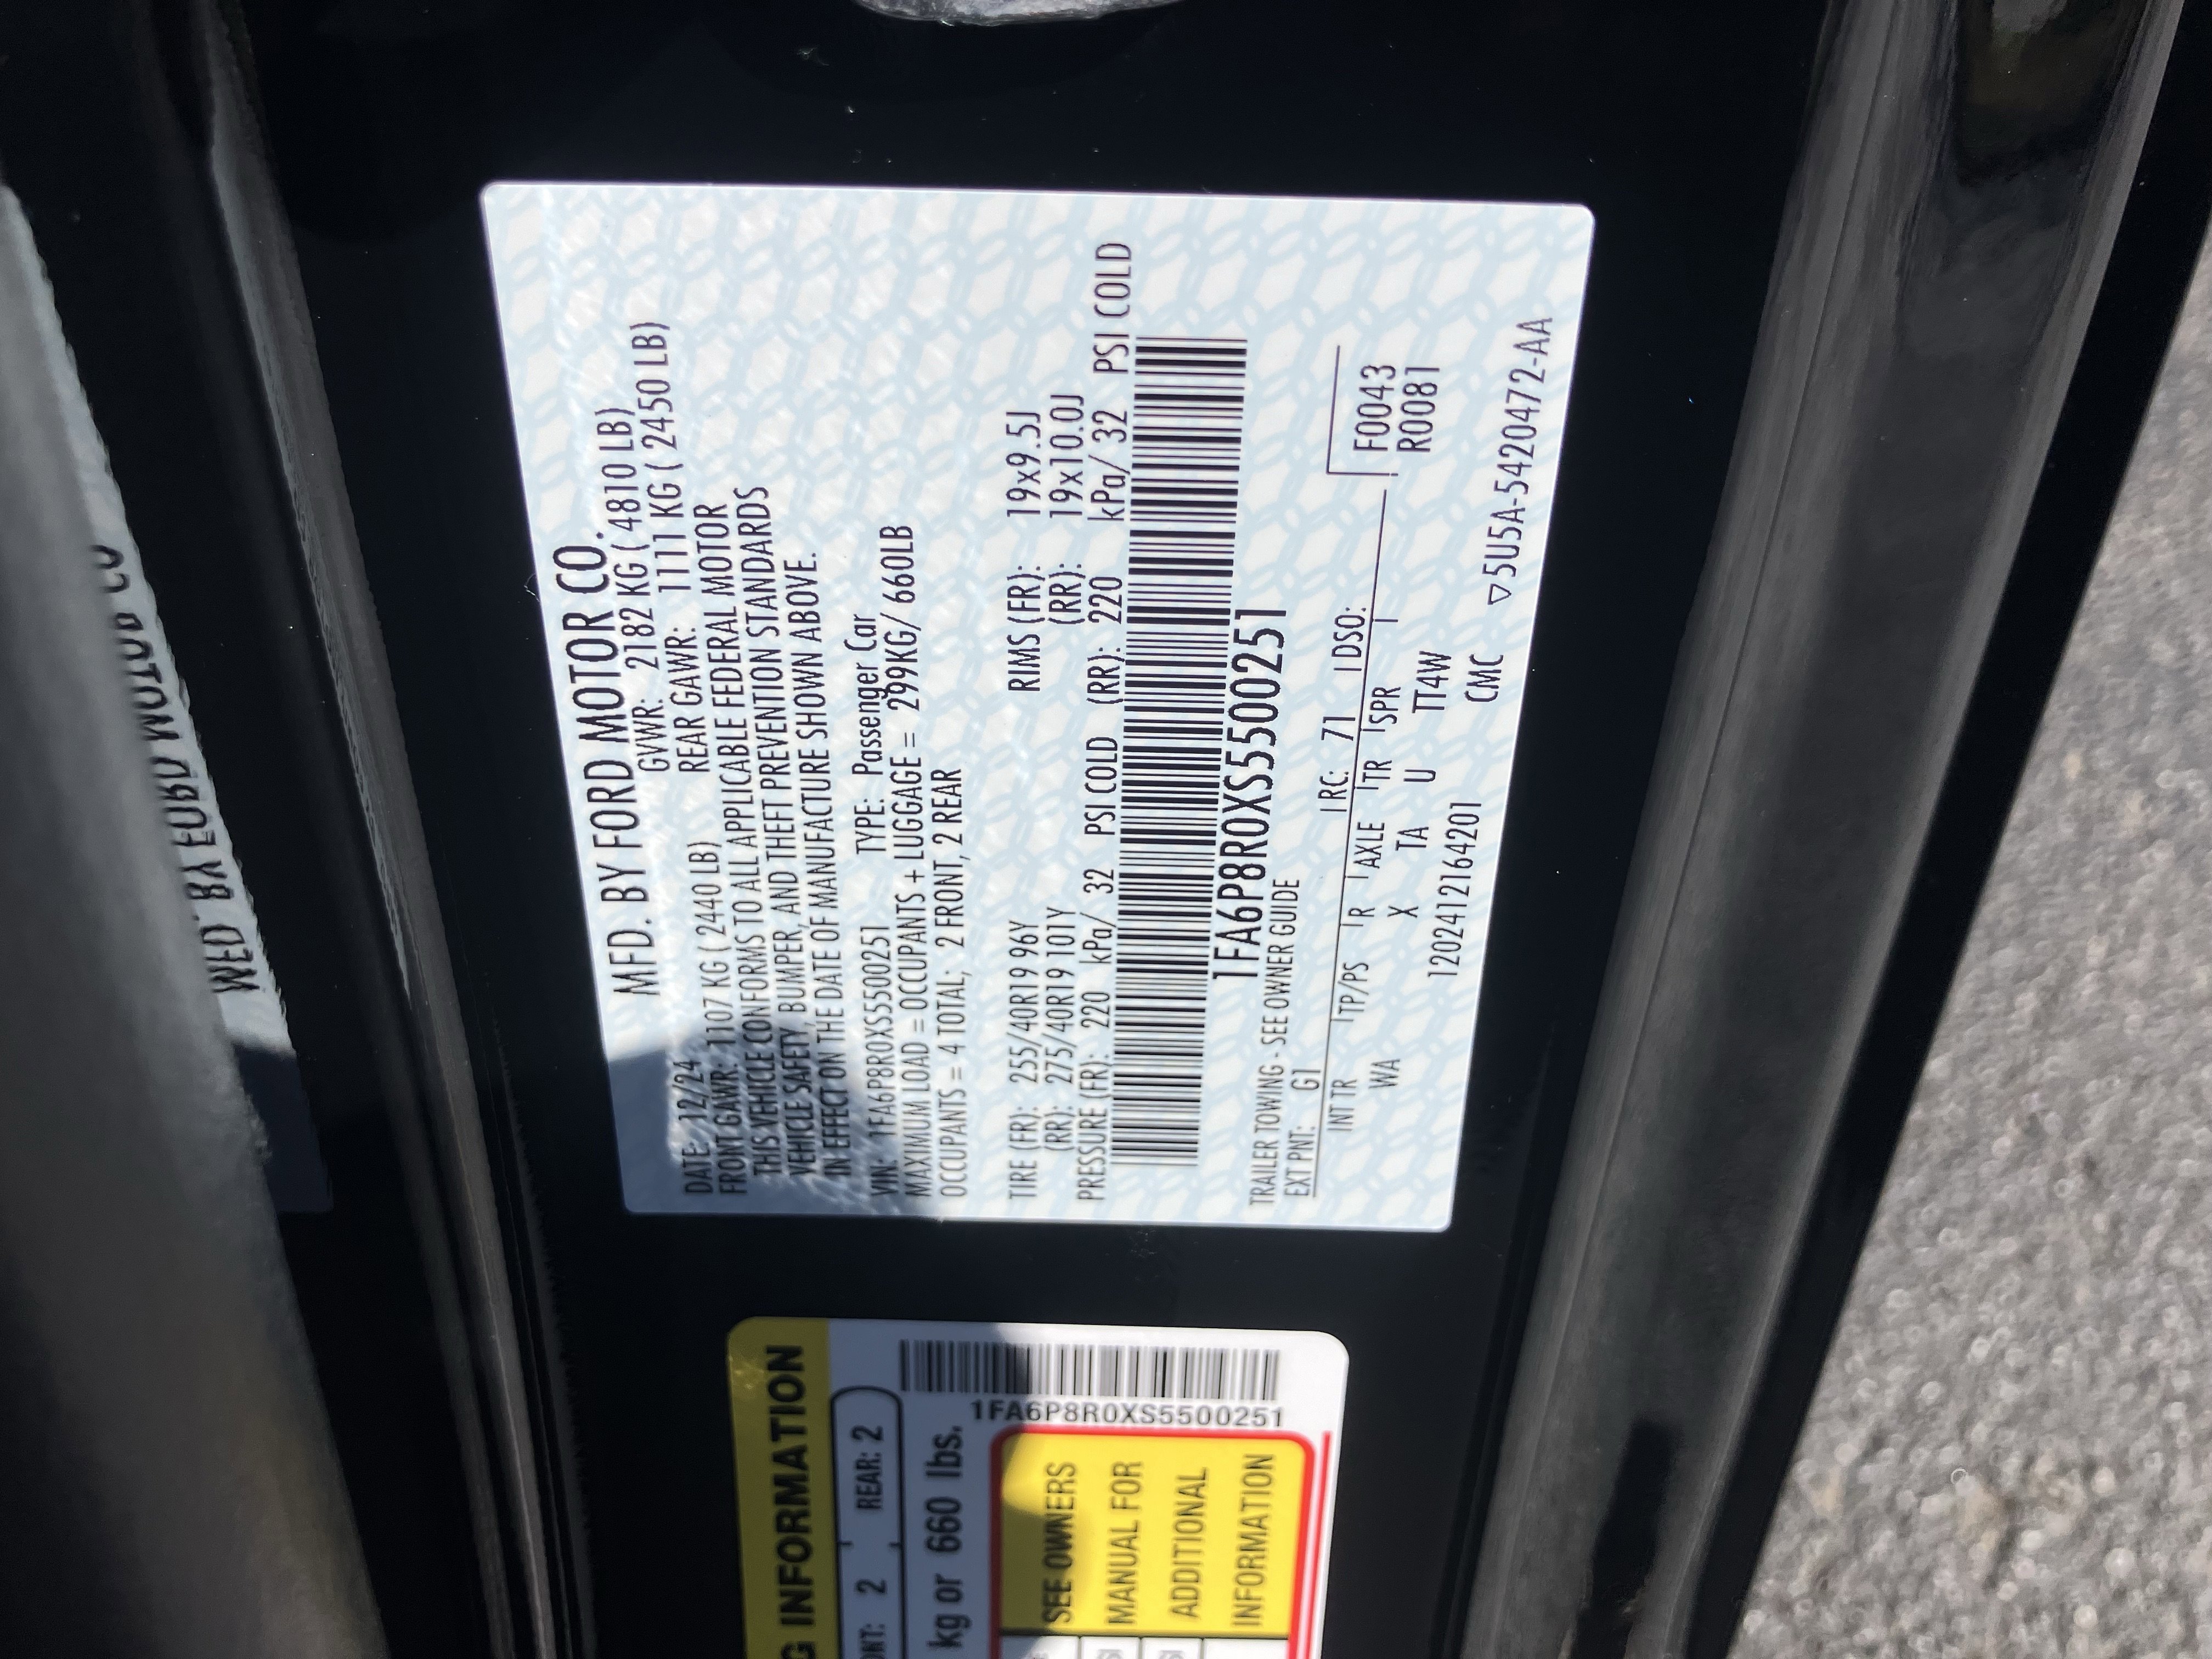 MFD. BY FORD MOTOR CO.
DATE: 12/24 GVWR: 2182 KG ( 4810 LB)
FRONT GAWR: 1107 KG ( 2440 LB) REAR GAWR: 1111 KG ( 2450 LB)
THIS VEHICLE CONFORMS TO ALL APPLICABLE FEDERAL MOTOR
VEHICLE SAFETY, BUMPER, AND THEFT PREVENTION STANDARDS
IN EFFECT ON THE DATE OF MANUFACTURE SHOWN ABOVE.
VIN: 1FA6P8R0XS5500251 TYPE: Passenger Car
MAXIMUM LOAD = OCCUPANTS + LUGGAGE = 299KG/ 660LB
OCCUPANTS = 4 TOTAL; 2 FRONT, 2 REAR
TIRE (FR): 255/40R19 96Y RIMS (FR): 19x9.5J
(RR): 275/40R19 101Y (RR): 19x10.0J
PRESSURE (FR): 220 kPa/ 32 PSI COLD (RR): 220 kPa/ 32 PSI COLD
1FA6P8R0XS5500251
TRAILER TOWING - SEE OWNER GUIDE
EXT PNT: G1 RC: 71 DSO:
INT TR TP/PS R AXLE TR SPR F0043
WA X TA U TT4W R0081
1202412164201 CMC ▽5U5A-5420472-AA
INFORMATION
2 REAR: 2
kg or 660 lbs.
1FA6P8R0XS5500251
SEE OWNERS
MANUAL FOR
ADDITIONAL
INFORMATION
MFD. BY FORD MOTOR CO